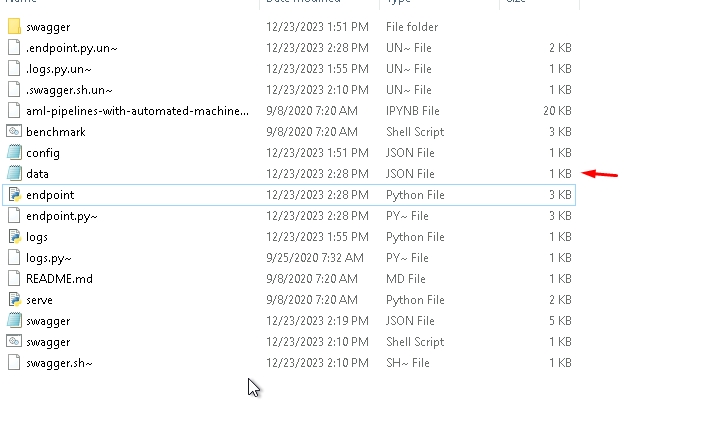 Name Date modified Type Size
swagger 12/23/2023 1:51 PM File folder
.endpoint.py.un~ 12/23/2023 2:28 PM UN~ File 2 KB
.logs.py.un~ 12/23/2023 1:55 PM UN~ File 1 KB
.swagger.sh.un~ 12/23/2023 2:10 PM UN~ File 1 KB
aml-pipelines-with-automated-machine... 9/8/2020 7:20 AM IPYNB File 20 KB
benchmark 9/8/2020 7:20 AM Shell Script 3 KB
config 12/23/2023 1:51 PM JSON File 1 KB
data 12/23/2023 2:28 PM JSON File 1 KB
endpoint 12/23/2023 2:28 PM Python File 3 KB
endpoint.py~ 12/23/2023 2:28 PM PY~ File 3 KB
logs 12/23/2023 1:55 PM Python File 1 KB
logs.py~ 9/25/2020 7:32 AM PY~ File 1 KB
README.md 9/8/2020 7:20 AM MD File 1 KB
serve 9/8/2020 7:20 AM Python File 2 KB
swagger 12/23/2023 2:19 PM JSON File 5 KB
swagger 12/23/2023 2:10 PM Shell Script 1 KB
swagger.sh~ 12/23/2023 2:10 PM SH~ File 1 KB